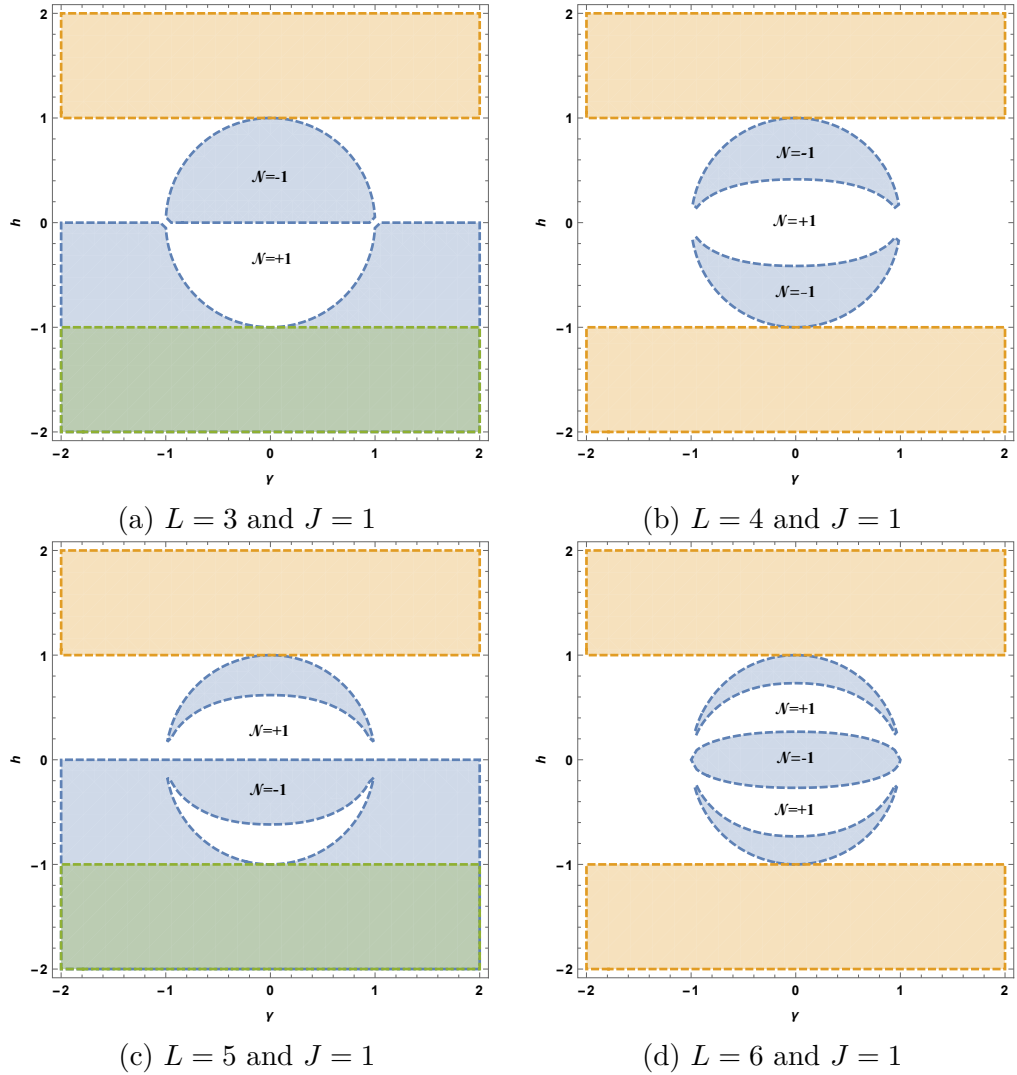 2
1
0
−1
−2
h
−2
−1
0
1
2
γ
𝒩=-1
𝒩=+1
(a) L = 3 and J = 1
2
1
0
−1
−2
h
−2
−1
0
1
2
γ
𝒩=-1
𝒩=+1
𝒩=-1
(b) L = 4 and J = 1
2
1
0
−1
−2
h
−2
−1
0
1
2
γ
𝒩=+1
𝒩=-1
(c) L = 5 and J = 1
2
1
0
−1
−2
h
−2
−1
0
1
2
γ
𝒩=+1
𝒩=-1
𝒩=+1
(d) L = 6 and J = 1